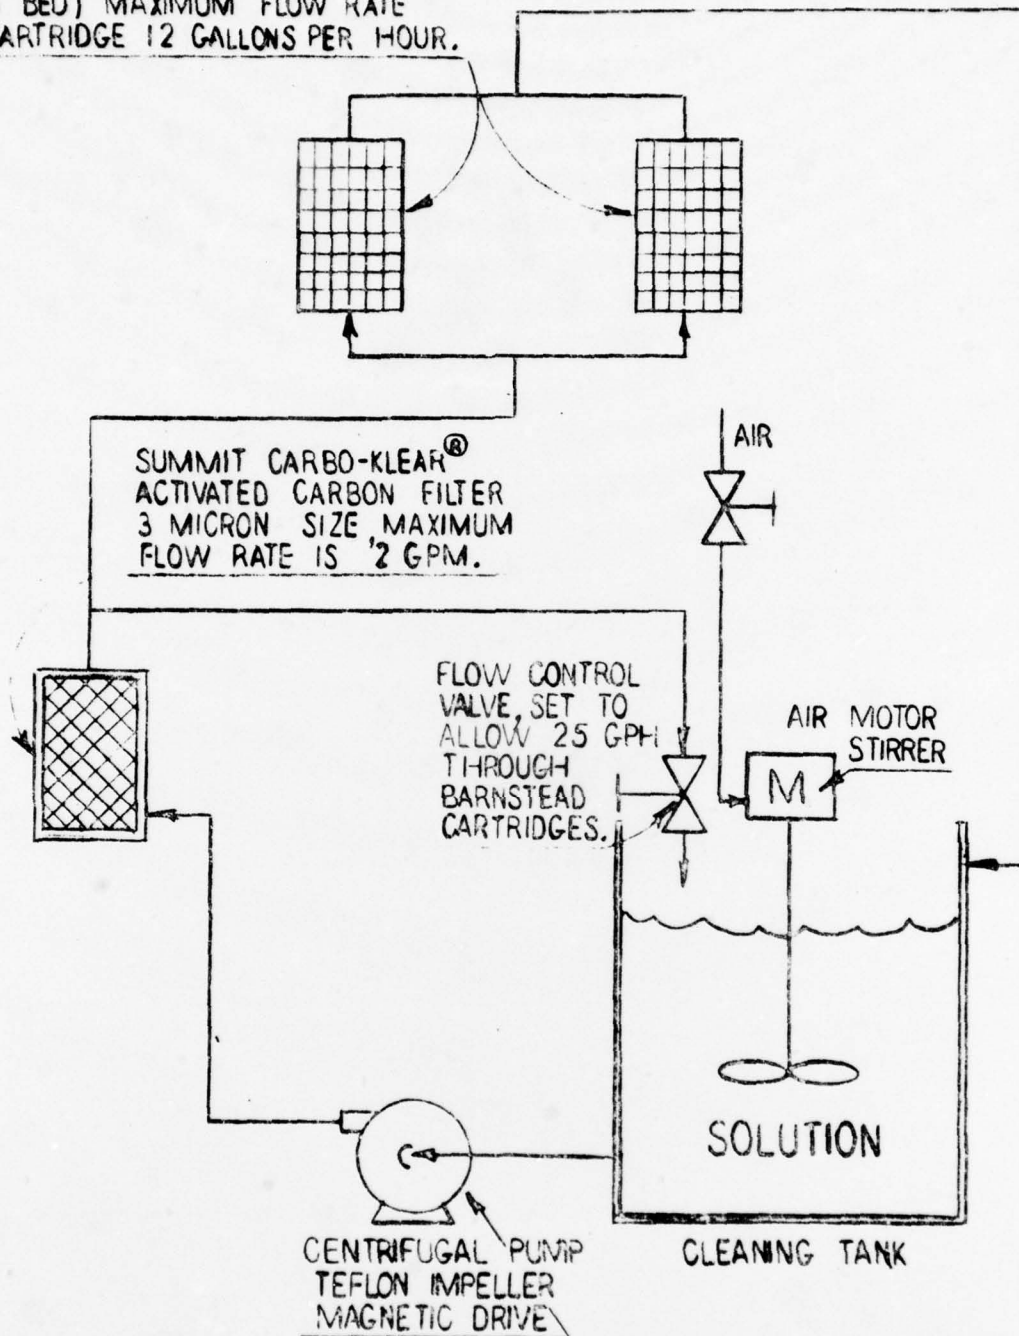 BED) MAXIMUM FLOW RATE
ARTRIDGE 12 GALLONS PER HOUR.
SUMMIT CARBO-KLEAR®
ACTIVATED CARBON FILTER
3 MICRON SIZE, MAXIMUM
FLOW RATE IS 2 GPM.
AIR
FLOW CONTROL
VALVE, SET TO
ALLOW 25 GPH
THROUGH
BARNSTEAD
CARTRIDGES.
AIR MOTOR
STIRRER
M
SOLUTION
CLEANING TANK
CENTRIFUGAL PUMP
TEFLON IMPELLER
MAGNETIC DRIVE